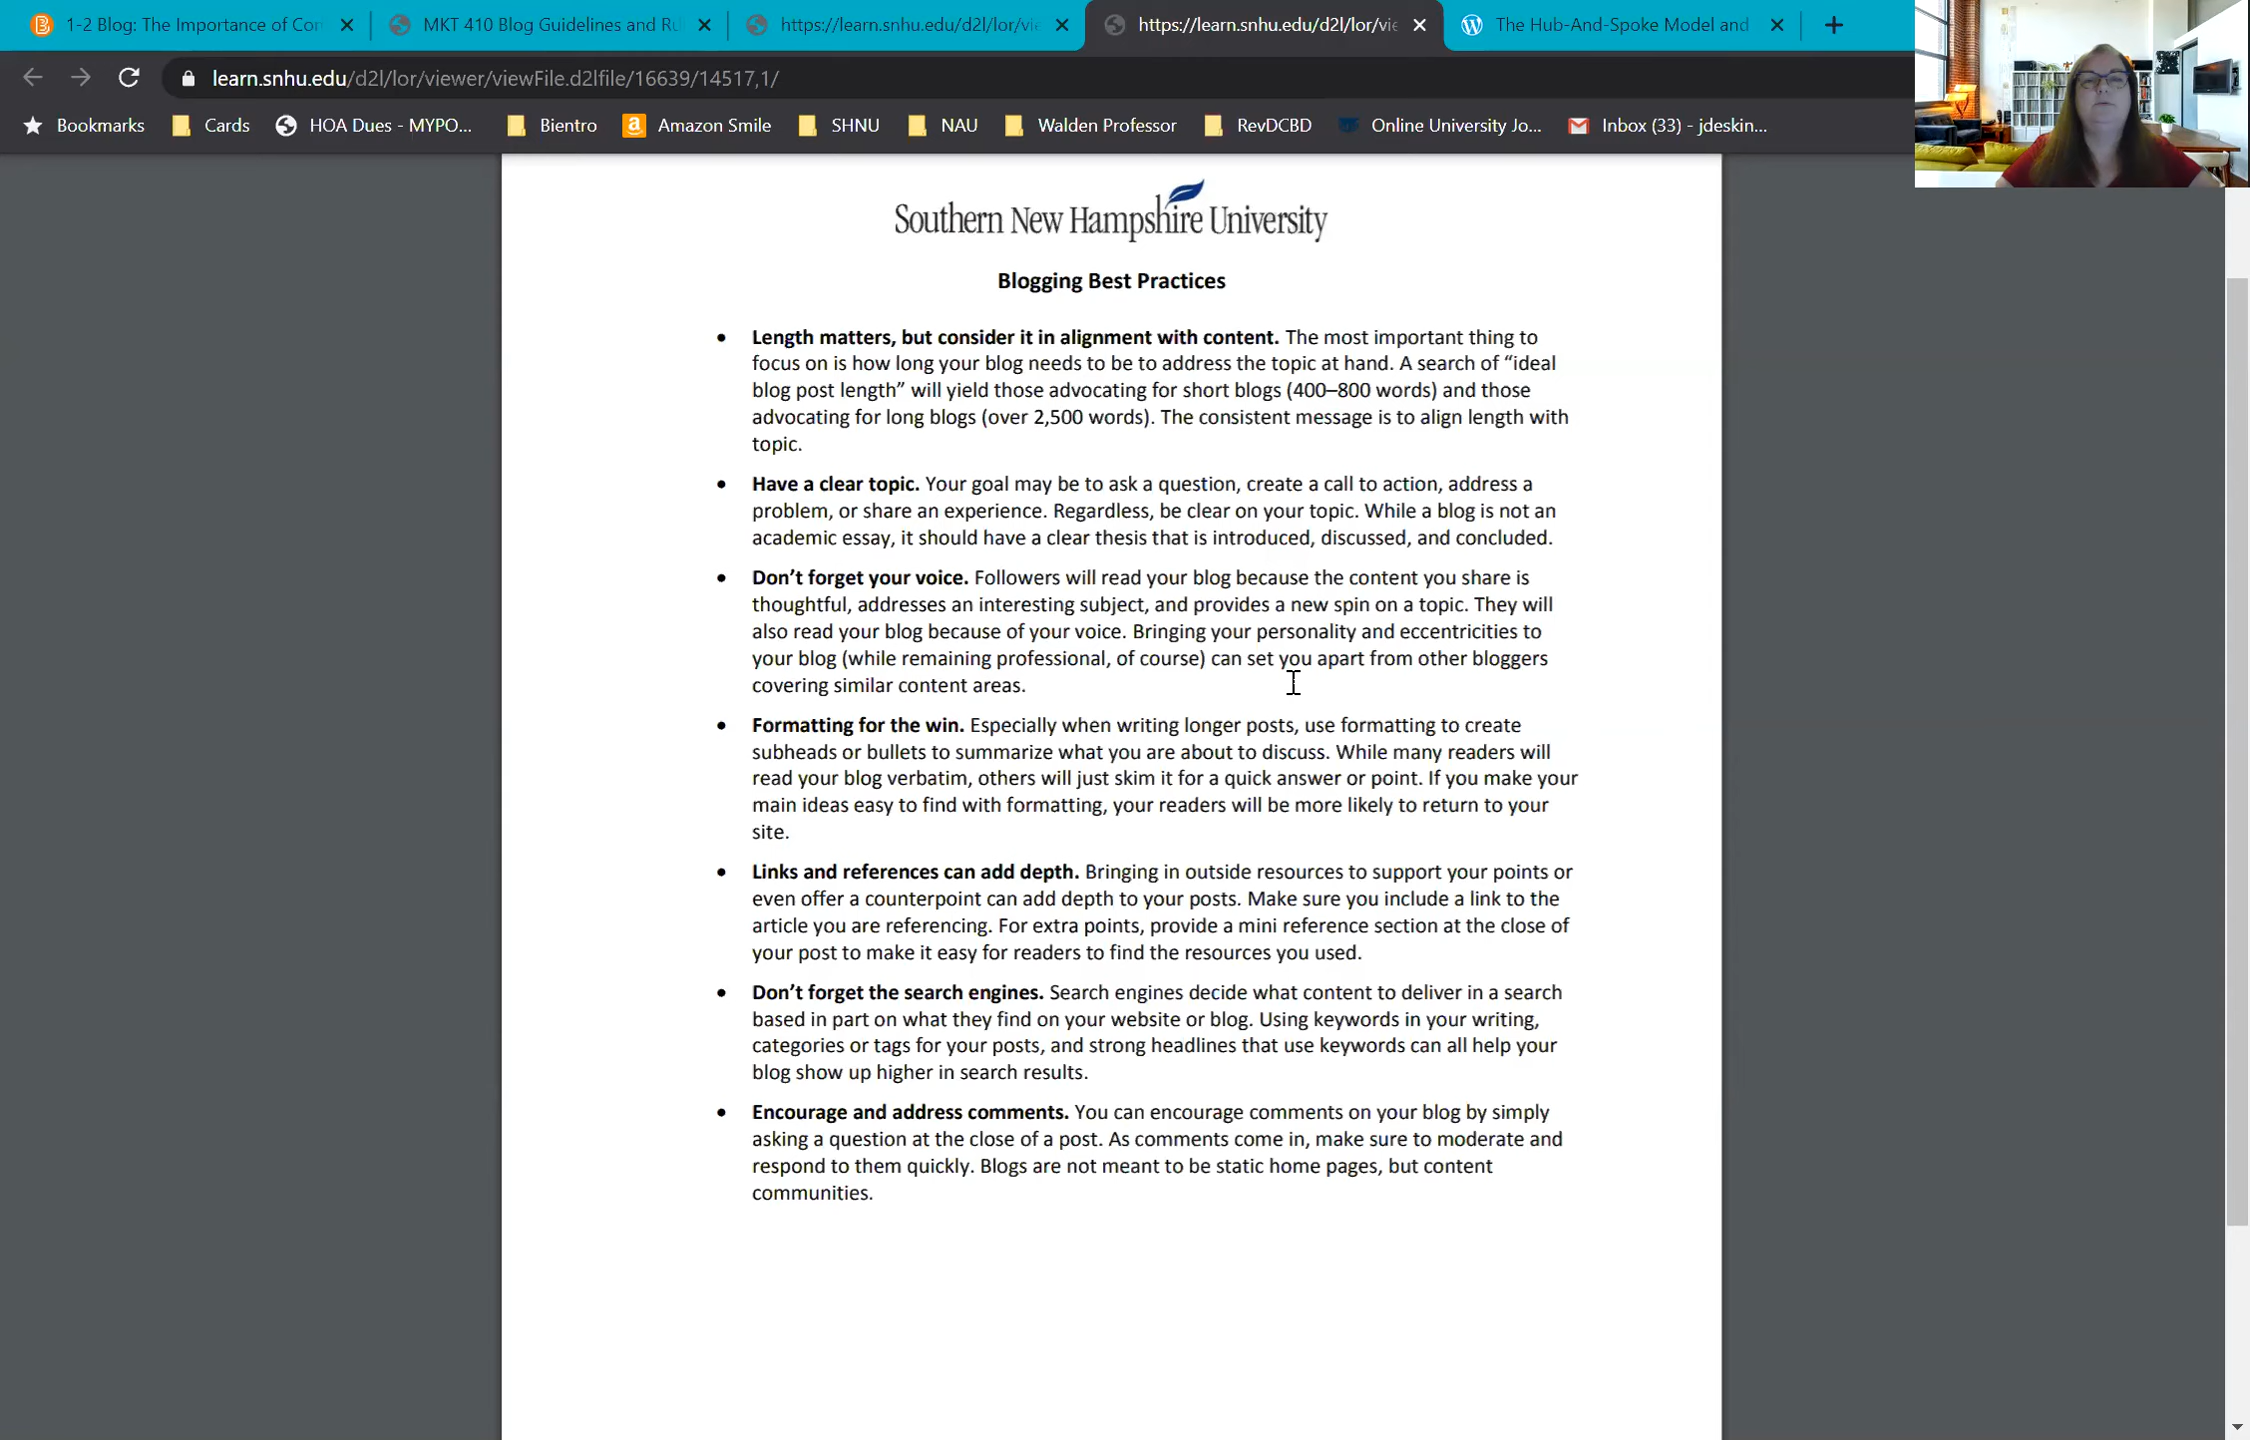 1-2 Blog: The Importance of Con
MKT 410 Blog Guidelines and Ru
https://learn.snhu.edu/d2l/lor/vie
https://learn.snhu.edu/d2l/lor/vie
The Hub-And-Spoke Model and
learn.snhu.edu/d2l/lor/viewer/viewFile.d2lfile/16639/14517,1/
Bookmarks
Cards
HOA Dues - MYPO...
Bientro
Amazon Smile
SHNU
NAU
Walden Professor
RevDCBD
Online University Jo...
Inbox (33) - jdeskin...
Southern New Hampshire University
Blogging Best Practices
• Length matters, but consider it in alignment with content. The most important thing to
focus on is how long your blog needs to be to address the topic at hand. A search of “ideal
blog post length” will yield those advocating for short blogs (400–800 words) and those
advocating for long blogs (over 2,500 words). The consistent message is to align length with
topic.
• Have a clear topic. Your goal may be to ask a question, create a call to action, address a
problem, or share an experience. Regardless, be clear on your topic. While a blog is not an
academic essay, it should have a clear thesis that is introduced, discussed, and concluded.
• Don’t forget your voice. Followers will read your blog because the content you share is
thoughtful, addresses an interesting subject, and provides a new spin on a topic. They will
also read your blog because of your voice. Bringing your personality and eccentricities to
your blog (while remaining professional, of course) can set you apart from other bloggers
covering similar content areas.
• Formatting for the win. Especially when writing longer posts, use formatting to create
subheads or bullets to summarize what you are about to discuss. While many readers will
read your blog verbatim, others will just skim it for a quick answer or point. If you make your
main ideas easy to find with formatting, your readers will be more likely to return to your
site.
• Links and references can add depth. Bringing in outside resources to support your points or
even offer a counterpoint can add depth to your posts. Make sure you include a link to the
article you are referencing. For extra points, provide a mini reference section at the close of
your post to make it easy for readers to find the resources you used.
• Don’t forget the search engines. Search engines decide what content to deliver in a search
based in part on what they find on your website or blog. Using keywords in your writing,
categories or tags for your posts, and strong headlines that use keywords can all help your
blog show up higher in search results.
• Encourage and address comments. You can encourage comments on your blog by simply
asking a question at the close of a post. As comments come in, make sure to moderate and
respond to them quickly. Blogs are not meant to be static home pages, but content
communities.